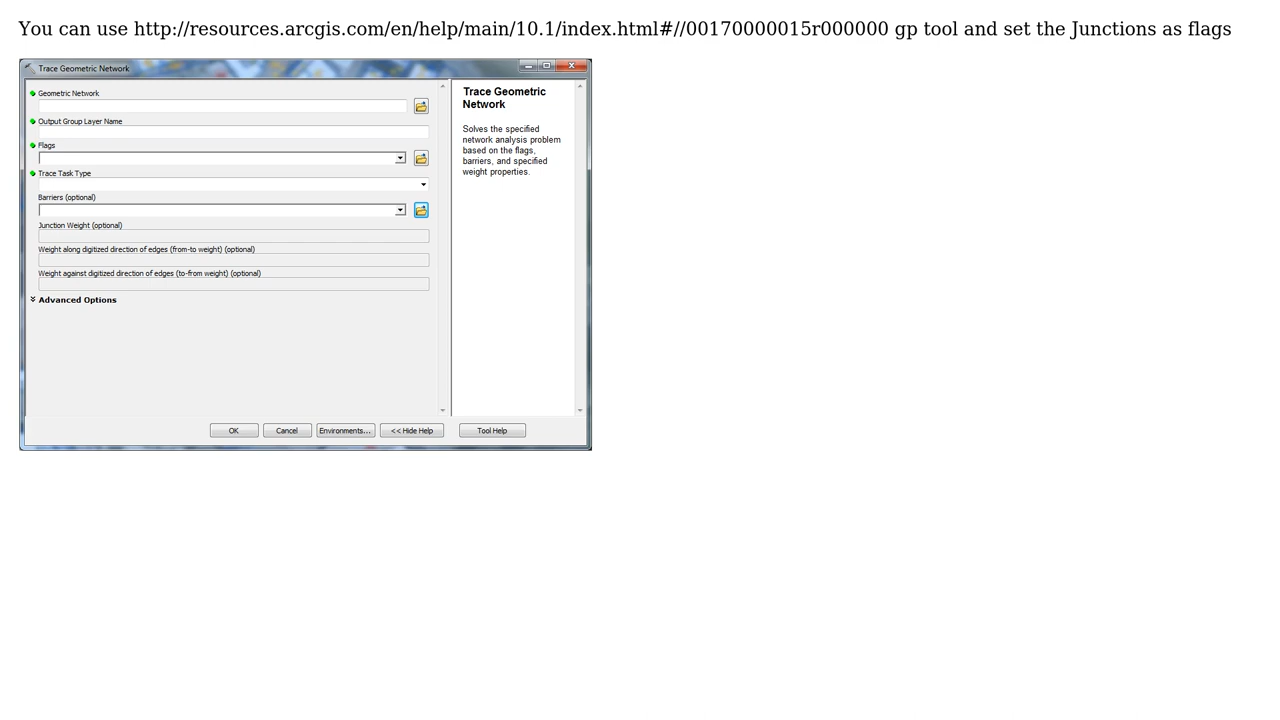 You can use http://resources.arcgis.com/en/help/main/10.1/index.html#//00170000015r000000 gp tool and set the Junctions as flags
Trace Geometric Network
Geometric Network
Output Group Layer Name
Flags
Trace Task Type
Barriers (optional)
Junction Weight (optional)
Weight along digitized direction of edges (from-to weight) (optional)
Weight against digitized direction of edges (to-from weight) (optional)
Advanced Options
Trace Geometric
Network
Solves the specified
network analysis problem
based on the flags,
barriers, and specified
weight properties.
OK Cancel Environments... << Hide Help Tool Help